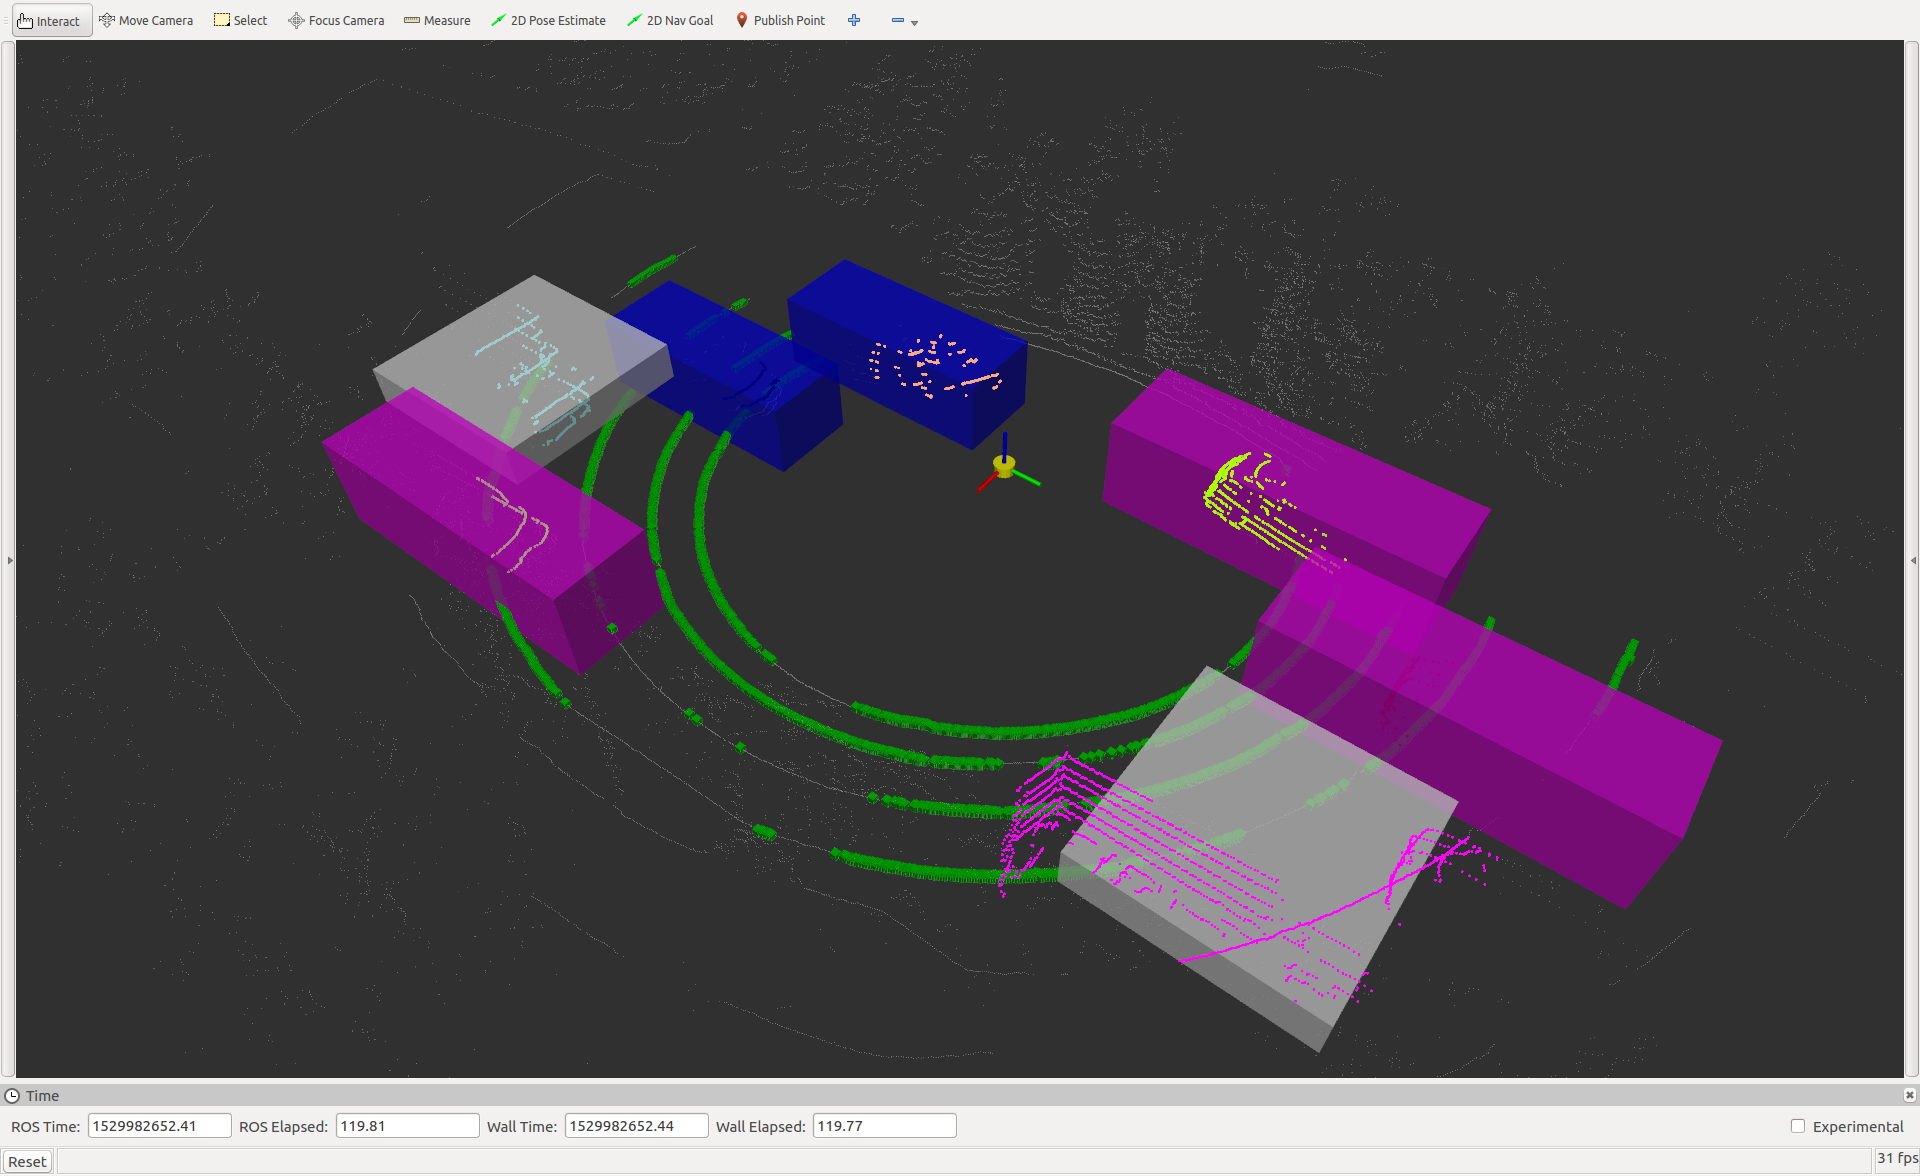 Interact Move Camera Select Focus Camera Measure 2D Pose Estimate 2D Nav Goal Publish Point
Time
ROS Time: 1529982652.41 ROS Elapsed: 119.81 Wall Time: 1529982652.44 Wall Elapsed: 119.77 Experimental
Reset 31 fps